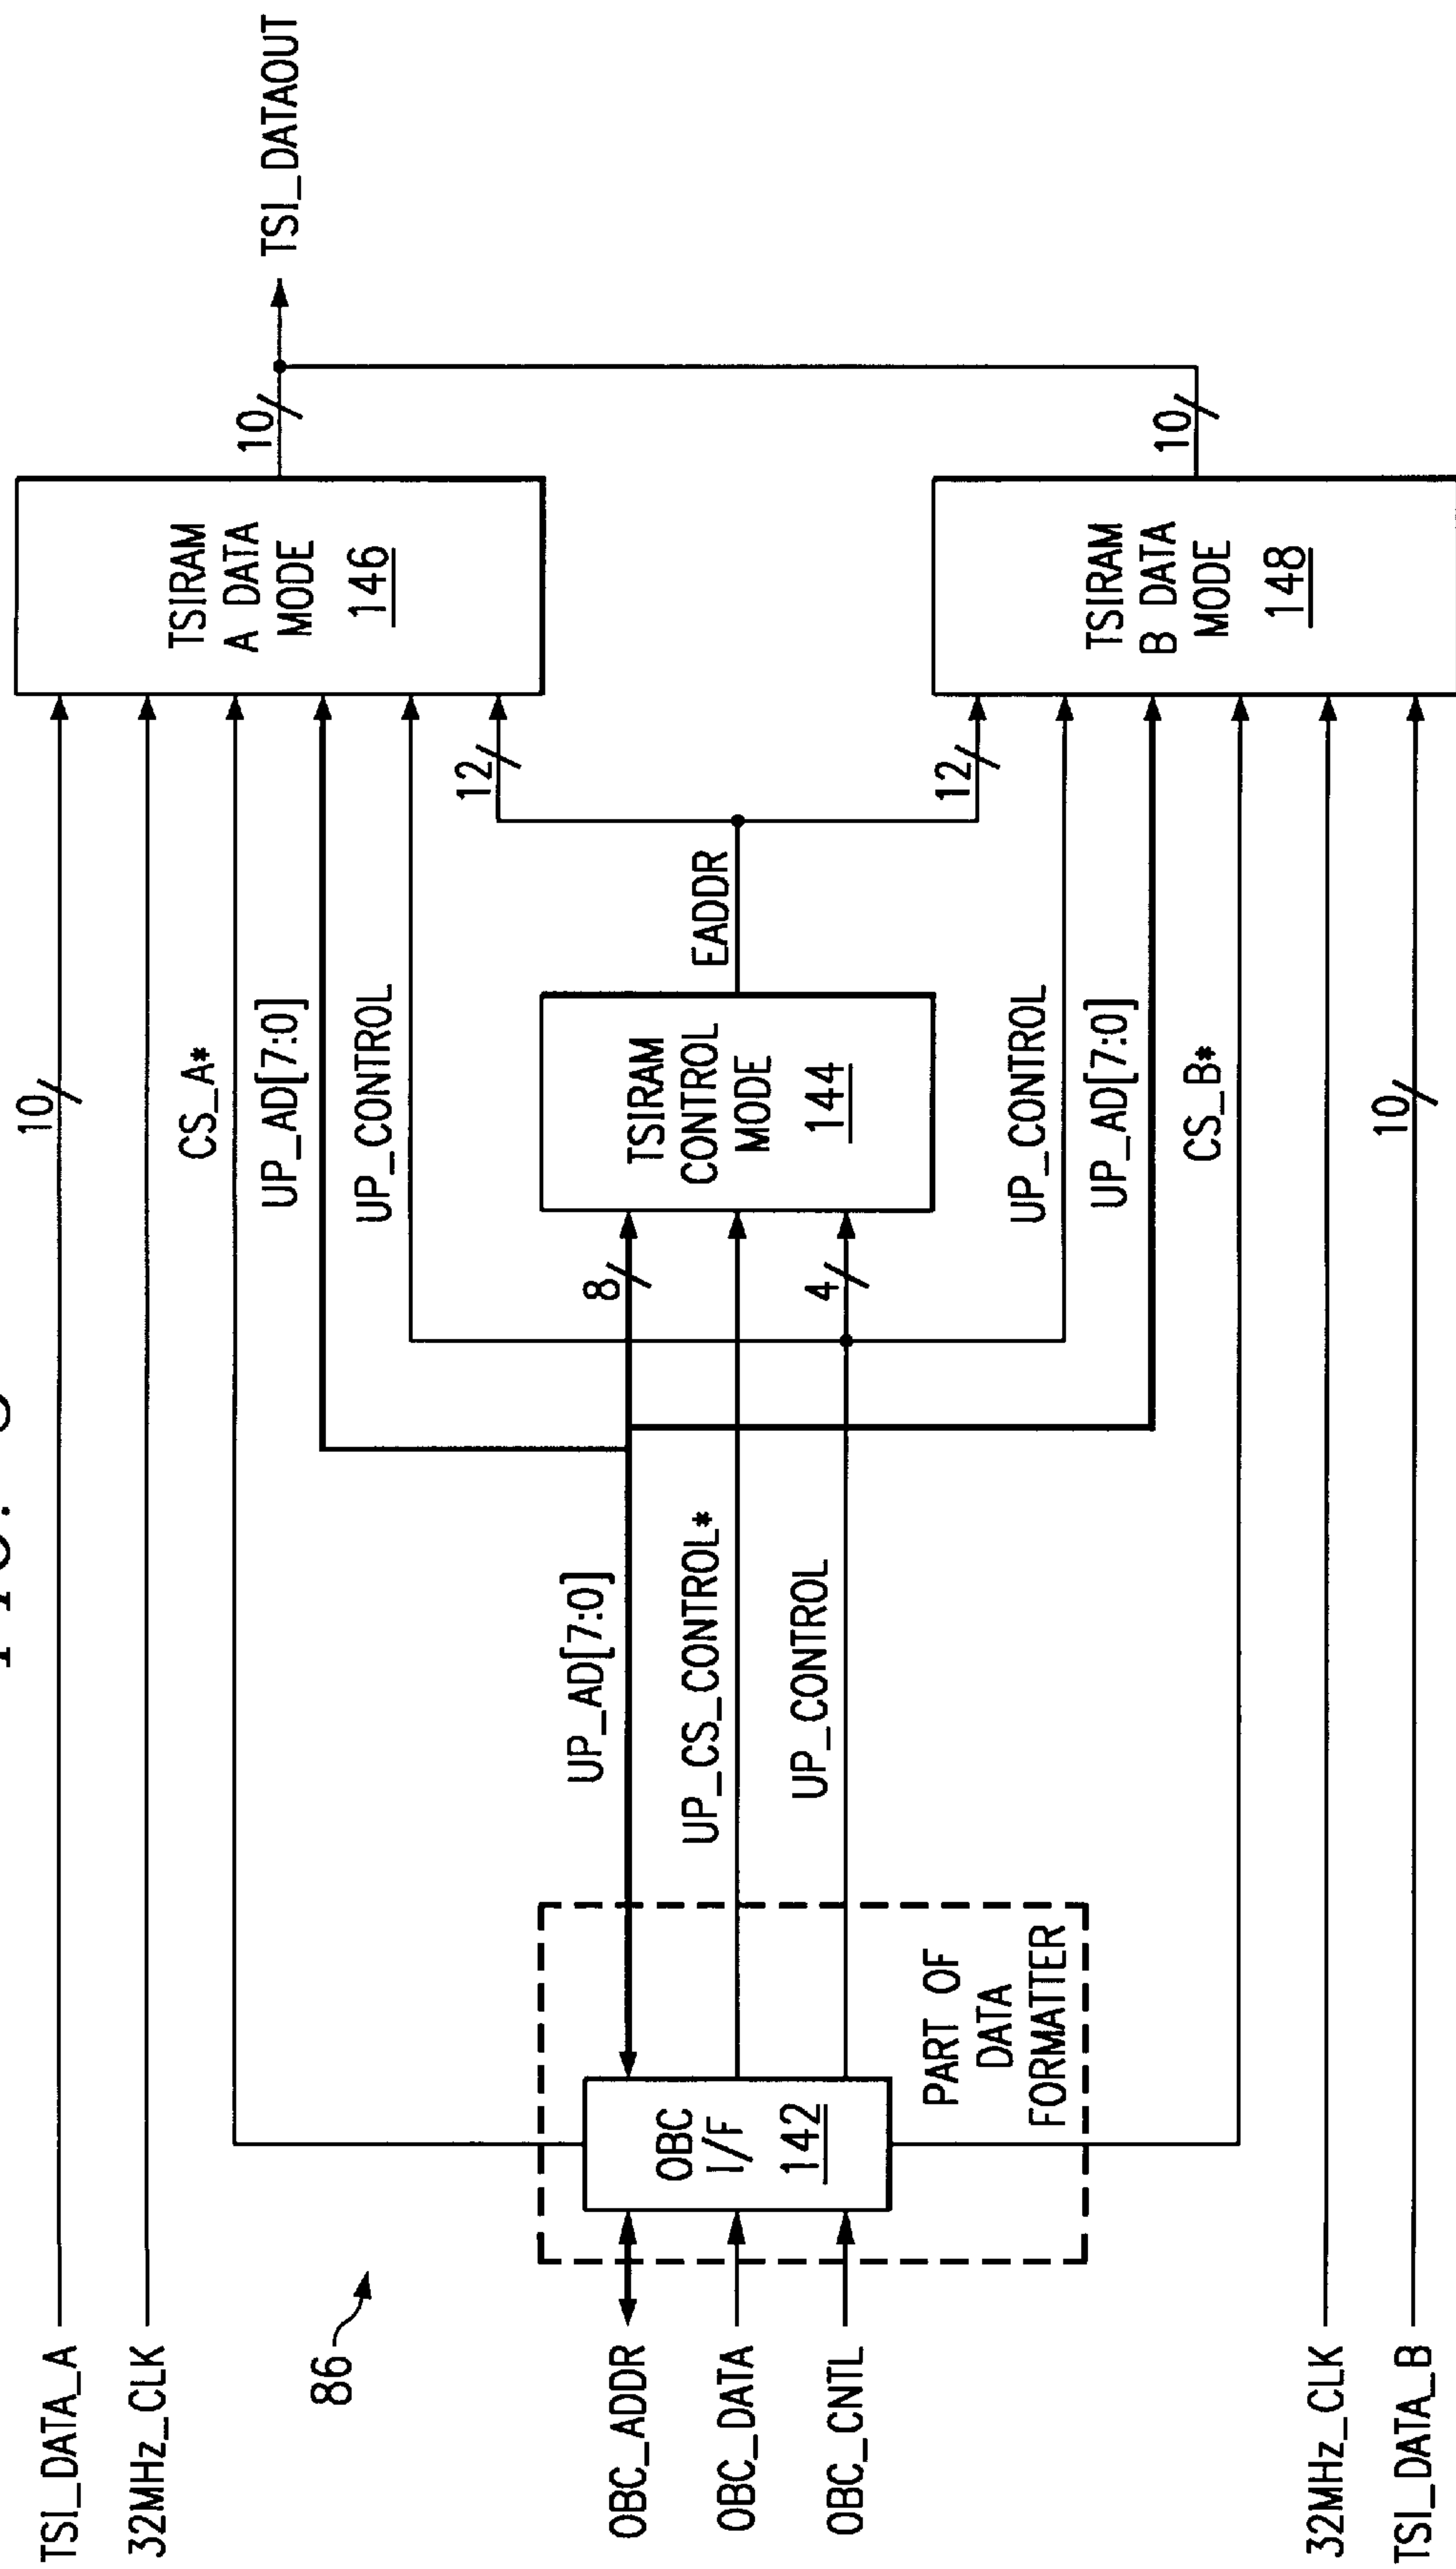 TSI_DATA_A
10
32MHz_CLK
CS_A*
UP_AD[7:0]
UP_CONTROL
12
TSIRAM
A DATA
MODE
146
10
TSI_DATAOUT
86
OBC_ADDR
OBC_DATA
OBC_CNTL
OBC
I/F
142
PART OF
DATA
FORMATTER
UP_AD[7:0]
UP_CS_CONTROL*
UP_CONTROL
8
4
TSIRAM
CONTROL
MODE
144
EADDR
12
UP_CONTROL
UP_AD[7:0]
CS_B*
TSIRAM
B DATA
MODE
148
10
32MHz_CLK
TSI_DATA_B
10